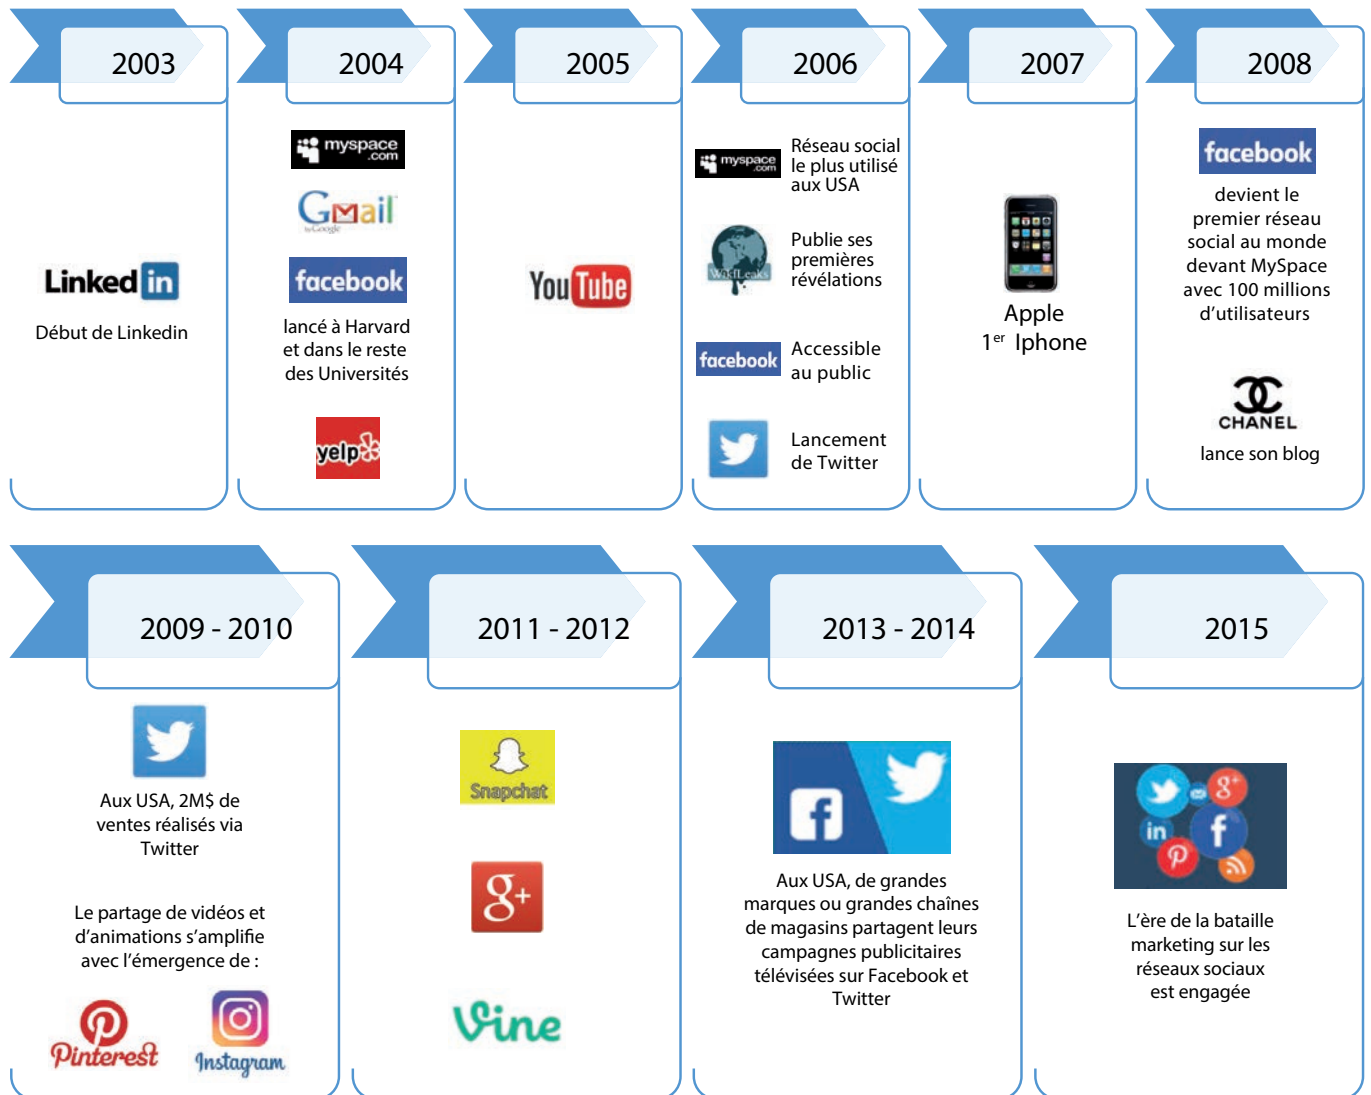 2003
Linked in
Début de Linkedin
2004
myspace
.com
Gmail
by Google
facebook
lancé à Harvard
et dans le reste
des Universités
yelp
2005
YouTube
2006
myspace
.com
Réseau social
le plus utilisé
aux USA
WikiLeaks
Publie ses
premières
révélations
facebook
Accessible
au public
Lancement
de Twitter
2007
Apple
1er Iphone
2008
facebook
devient le
premier réseau
social au monde
devant MySpace
avec 100 millions
d'utilisateurs
CHANEL
lance son blog
2009 - 2010
Aux USA, 2M$ de
ventes réalisés via
Twitter
Le partage de vidéos et
d'animations s'amplifie
avec l'émergence de :
Pinterest
Instagram
2011 - 2012
Snapchat
g+
Vine
2013 - 2014
f
Aux USA, de grandes
marques ou grandes chaînes
de magasins partagent leurs
campagnes publicitaires
télévisées sur Facebook et
Twitter
2015
g+
in
f
L'ère de la bataille
marketing sur les
réseaux sociaux
est engagée